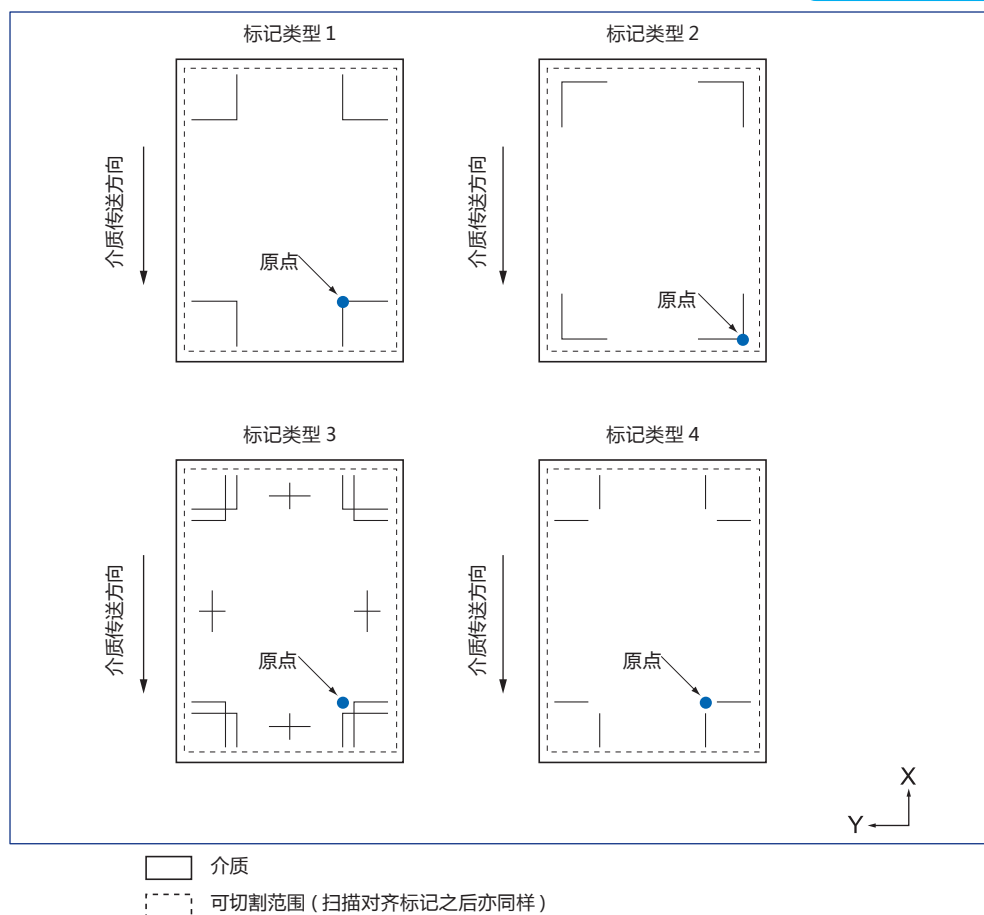 标记类型 1
标记类型 2
介质传送方向
原点
介质传送方向
原点
标记类型 3
标记类型 4
介质传送方向
原点
介质传送方向
原点
X
Y
介质
可切割范围 ( 扫描对齐标记之后亦同样 )